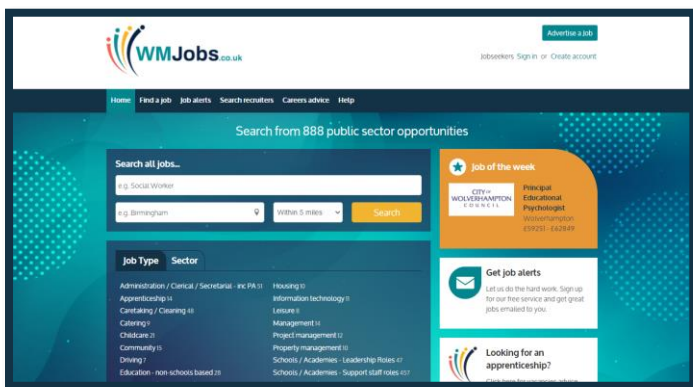 WMJobs.co.uk
Advertise a Job
Jobseekers: Sign in or Create account
Home Find a job Job alerts Search recruiters Careers advice Help
Search from 888 public sector opportunities
Search all jobs...
e.g. Social Worker
e.g. Birmingham
Within 5 miles
Search
Job Type Sector
Administration / Clerical / Secretarial - inc PA 51
Apprenticeship 14
Caretaking / Cleaning 48
Catering 9
Childcare 21
Community 15
Driving 7
Education - non-schools based 28
Housing 10
Information technology 11
Leisure 8
Management 14
Project management 12
Property management 10
Schools / Academies - Leadership Roles 47
Schools / Academies - Support staff roles 457
Job of the week
CITY OF
WOLVERHAMPTON
COUNCIL
Principal
Educational
Psychologist
Wolverhampton
£59251 - £62849
Get job alerts
Let us do the hard work. Sign up
for our free service and get great
jobs emailed to you.
Looking for an
apprenticeship?